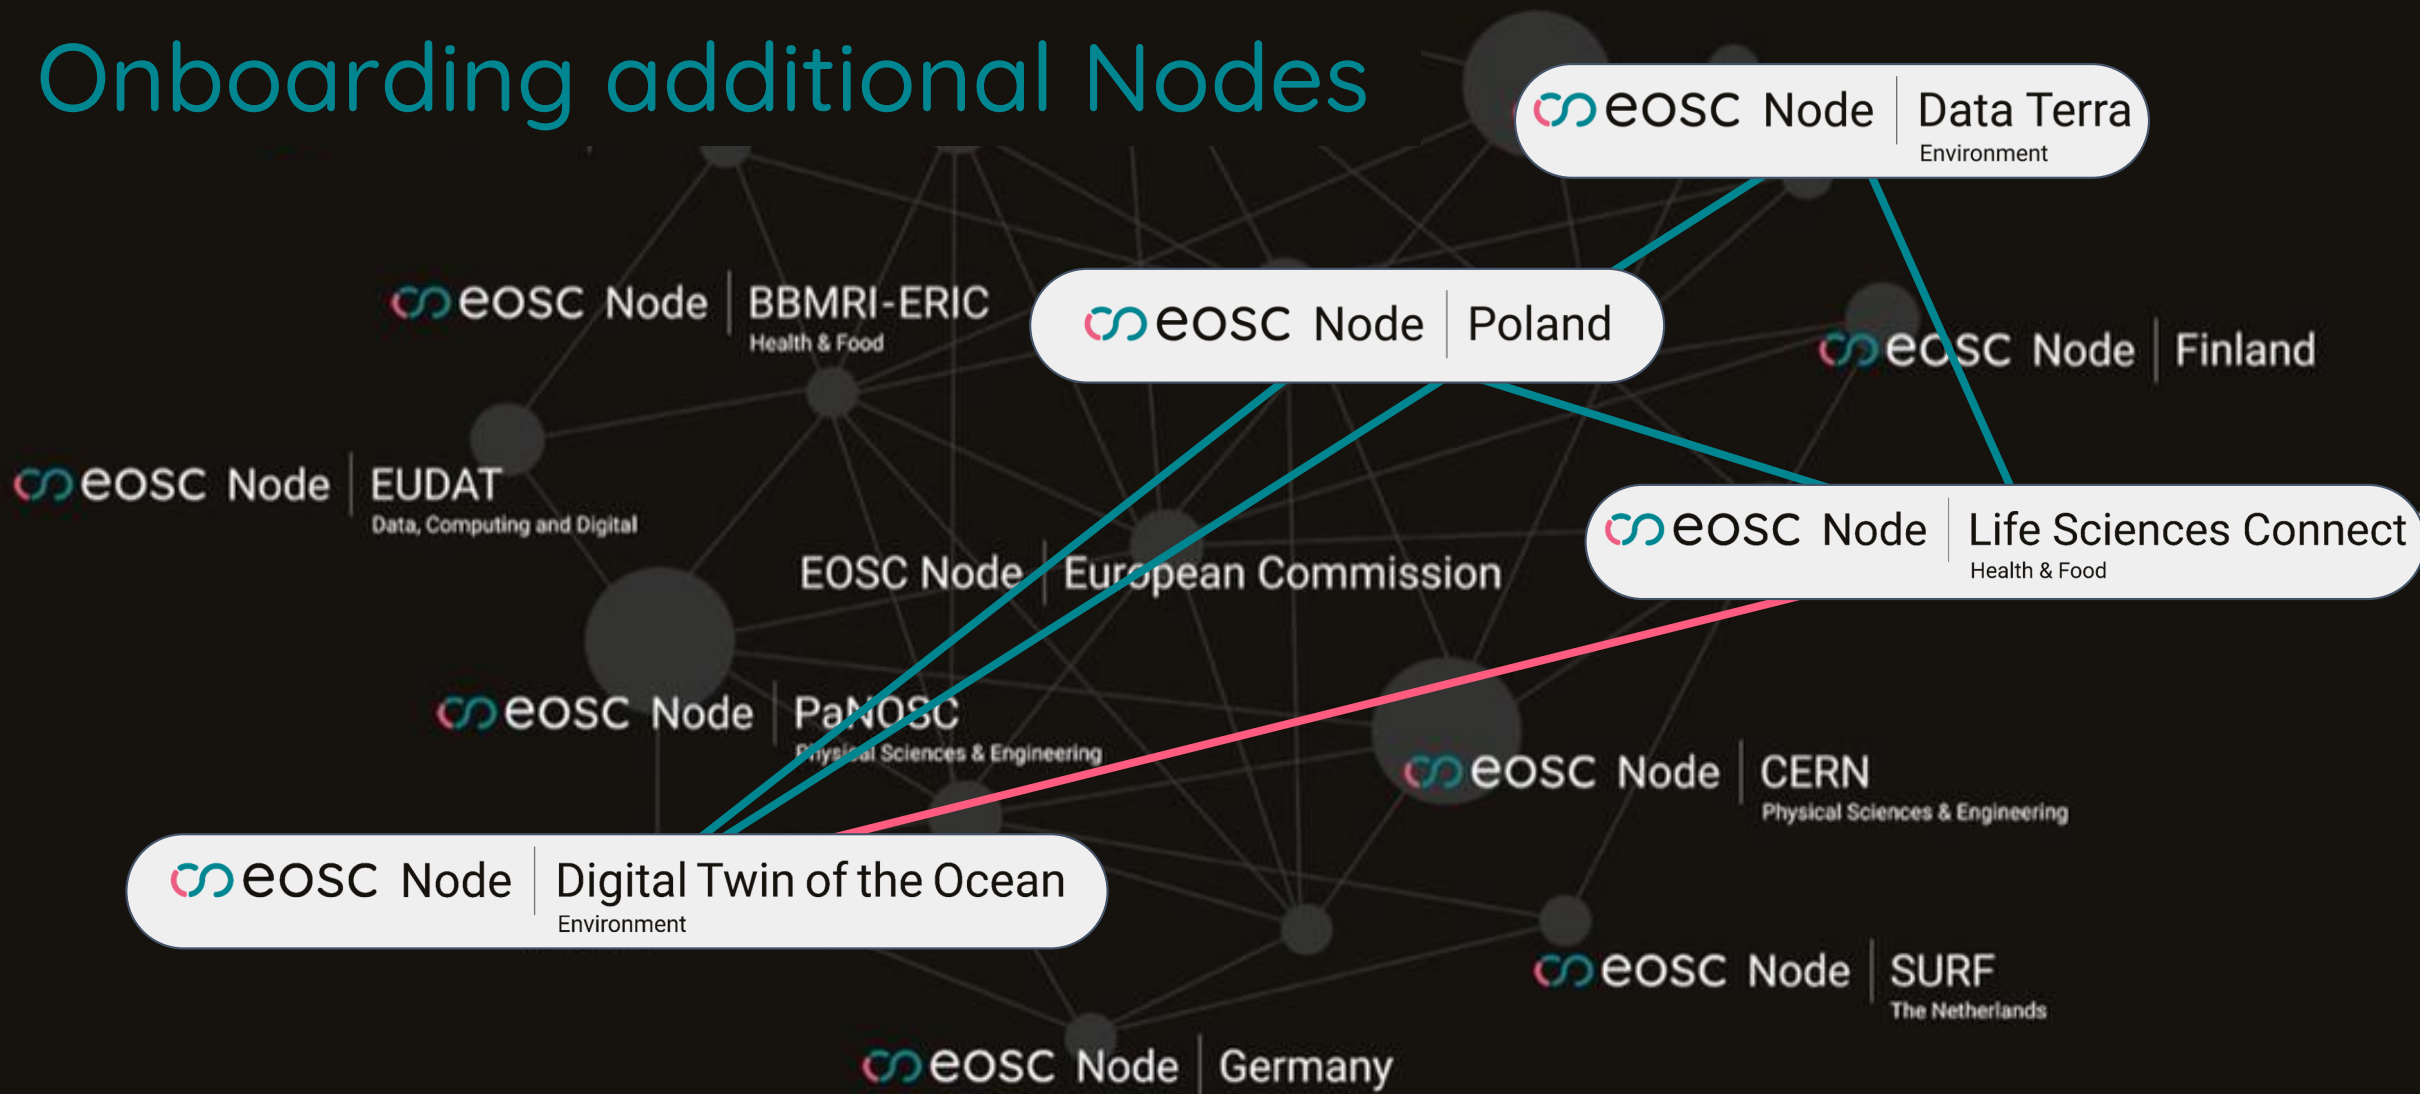 Onboarding additional Nodes
eosc Node | Data Terra
Environment
eosc Node | BBMRI-ERIC
Health & Food
eosc Node | Poland
eosc Node | Finland
eosc Node | EUDAT
Data, Computing and Digital
eosc Node | Life Sciences Connect
Health & Food
EOSC Node | European Commission
eosc Node | PaNOSC
Physical Sciences & Engineering
eosc Node | CERN
Physical Sciences & Engineering
eosc Node | Digital Twin of the Ocean
Environment
eosc Node | SURF
The Netherlands
eosc Node | Germany